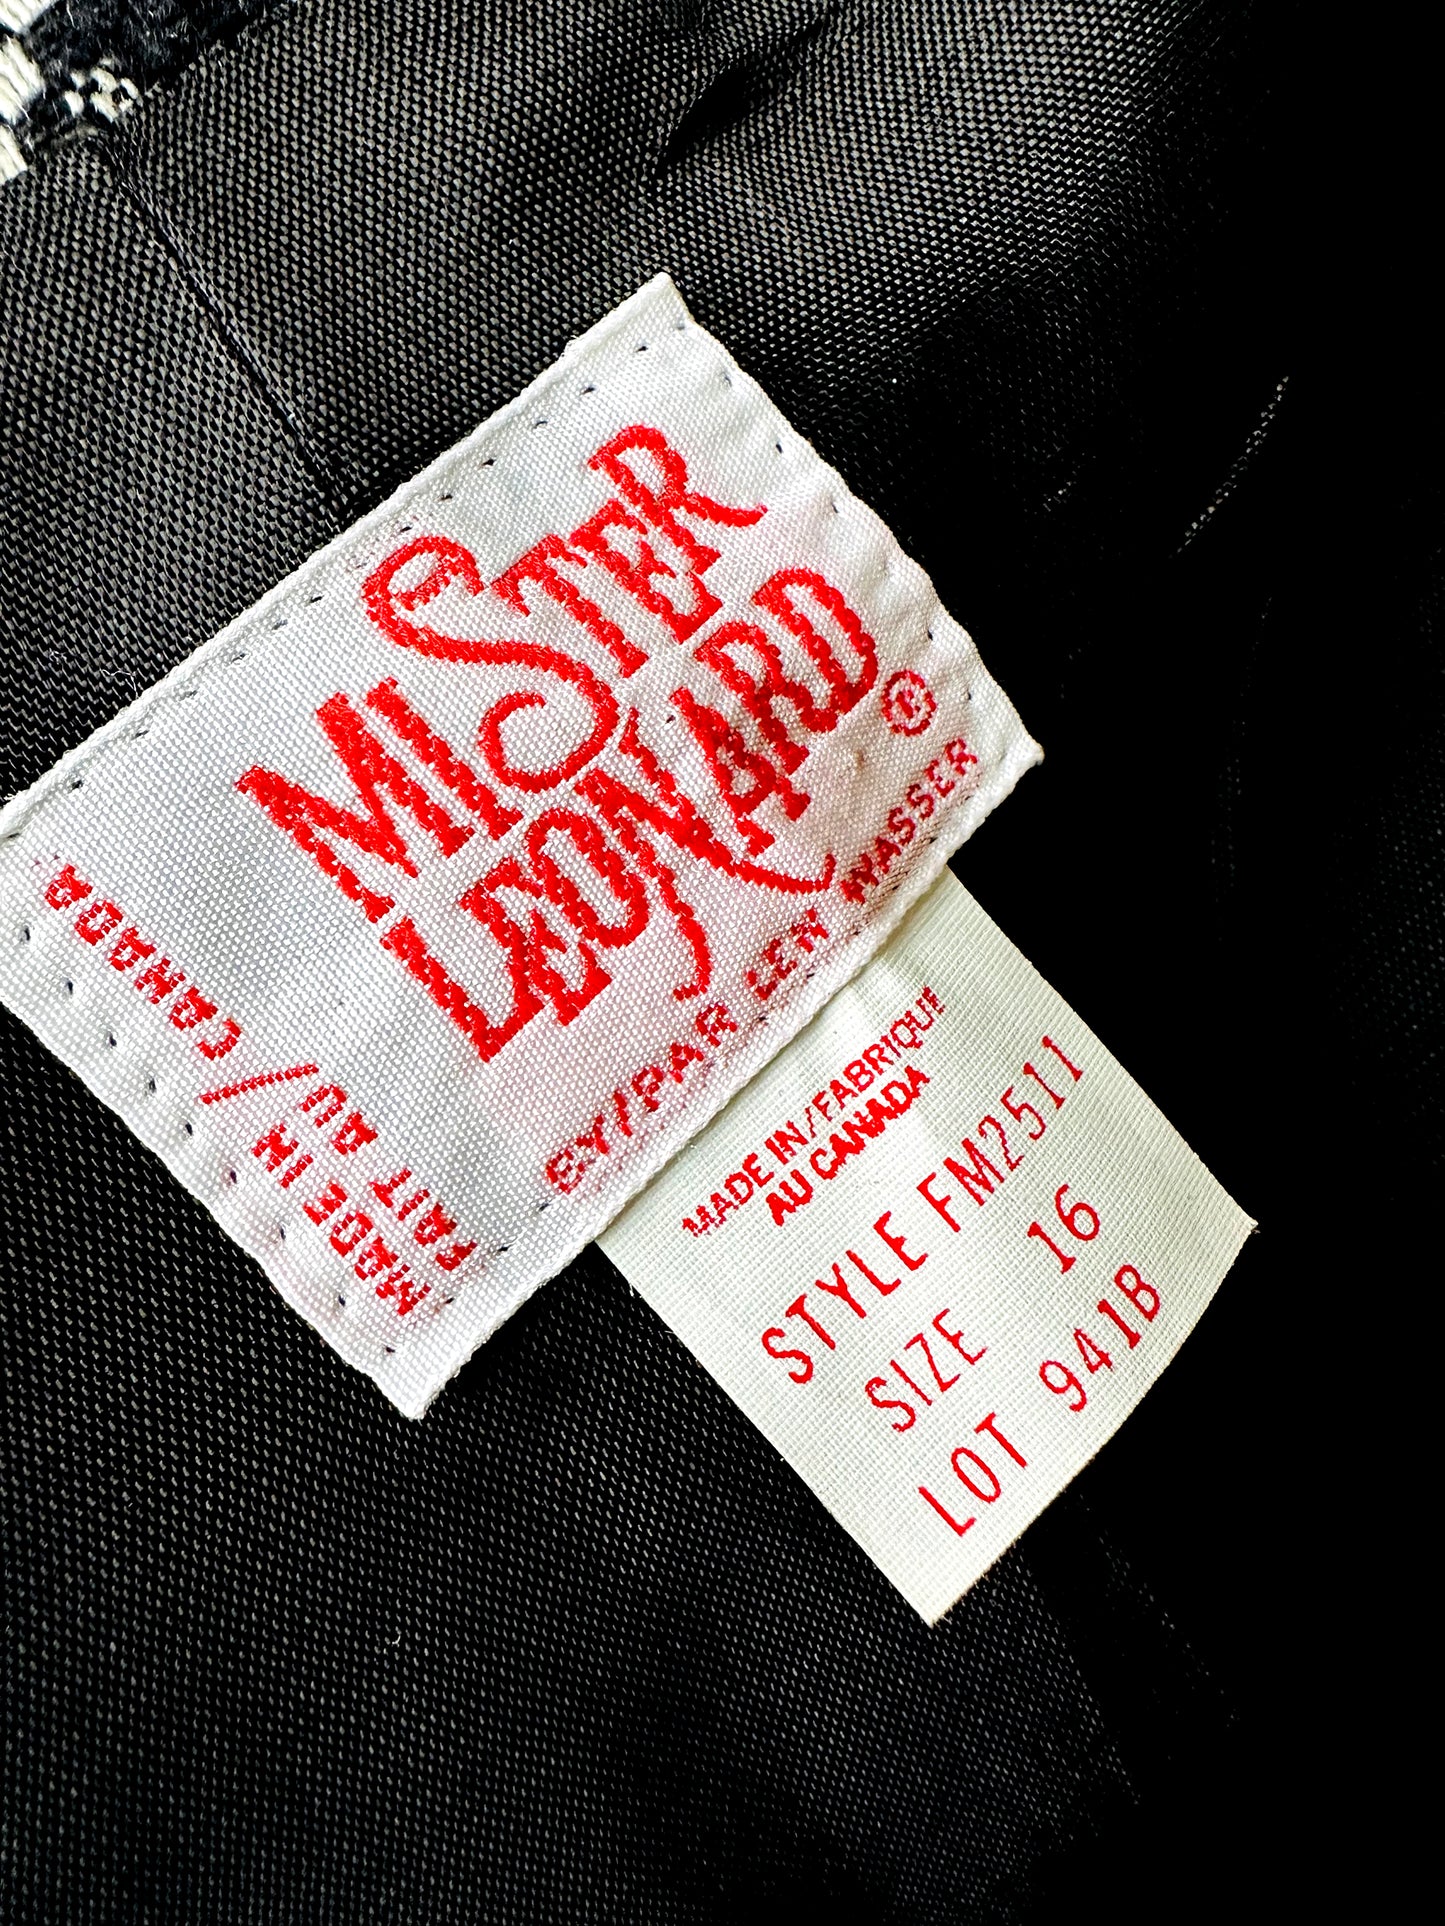 MISTER
LEONARD ®
BY/PAR LEN WASSER
MADE IN/CANADA
FAIT AU
MADE IN/FABRIQUE
AU CANADA
STYLE FM2511
SIZE 16
LOT 941B